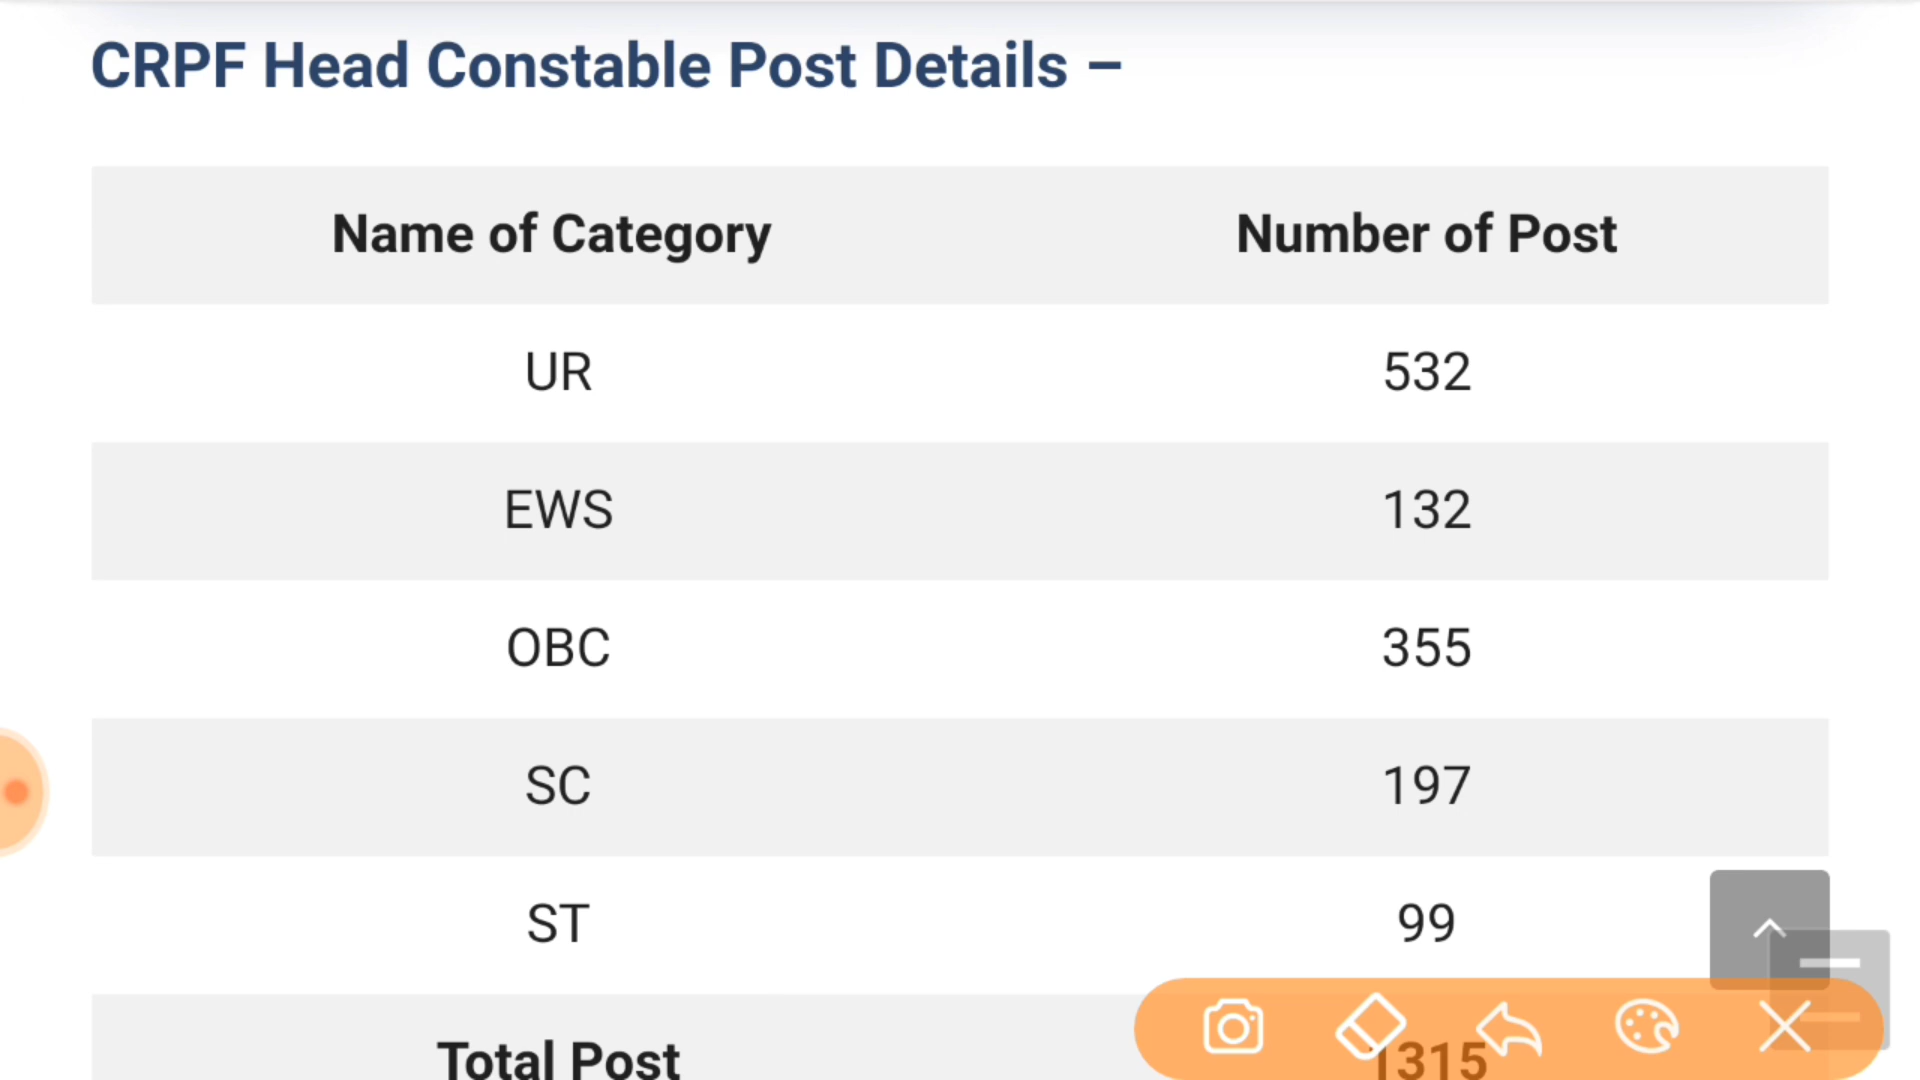 CRPF Head Constable Post Details –
Name of Category Number of Post
UR 532
EWS 132
OBC 355
SC 197
ST 99
Total Post 1315